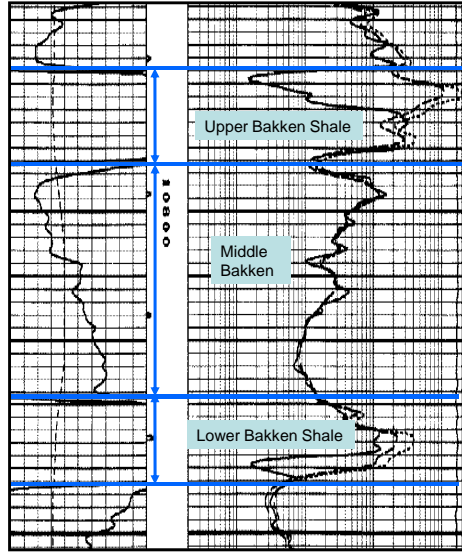 Upper Bakken Shale
10800
Middle
Bakken
Lower Bakken Shale